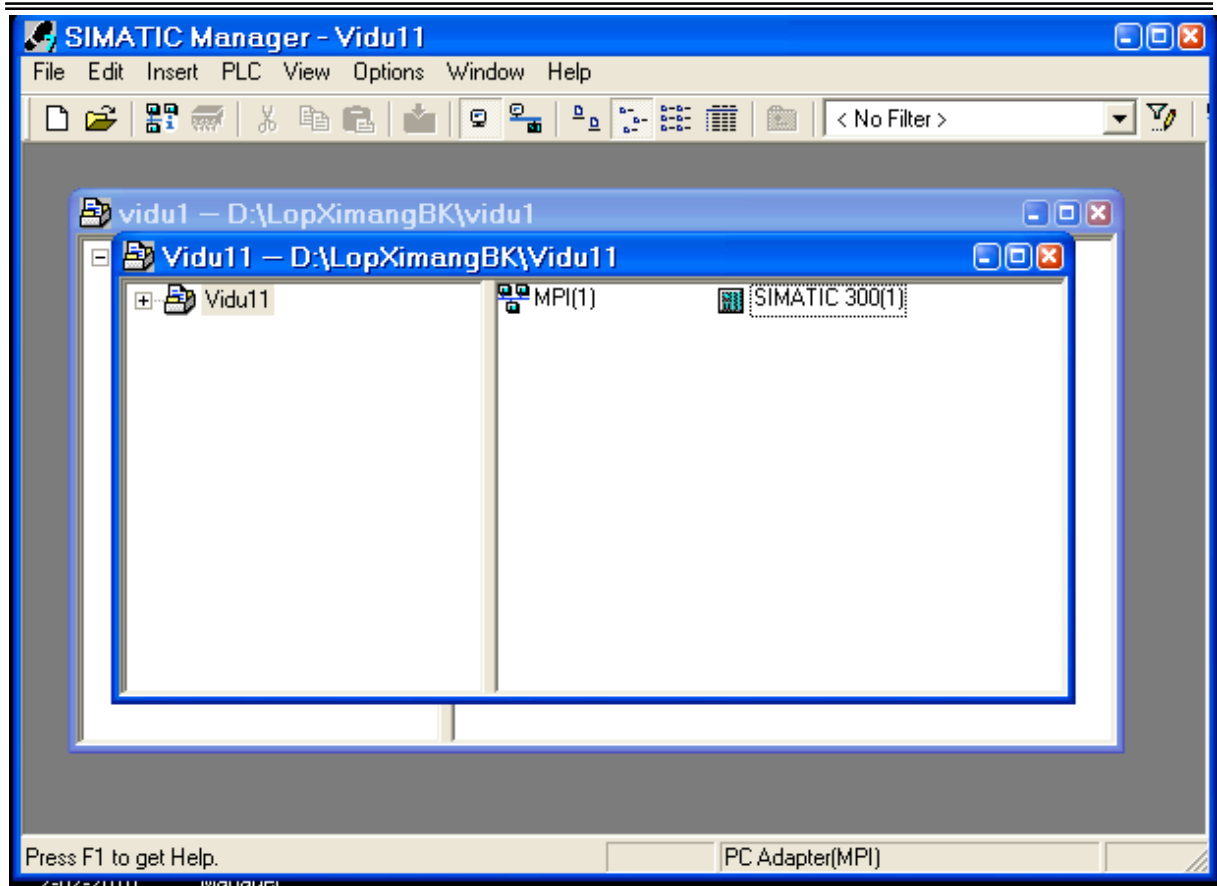 SIMATIC Manager - Vidu11
File Edit Insert PLC View Options Window Help
< No Filter >
vidu1 — D:\LopXimangBK\vidu1
Vidu11 — D:\LopXimangBK\Vidu11
Vidu11 MPI(1) SIMATIC 300(1)
Press F1 to get Help. PC Adapter(MPI)